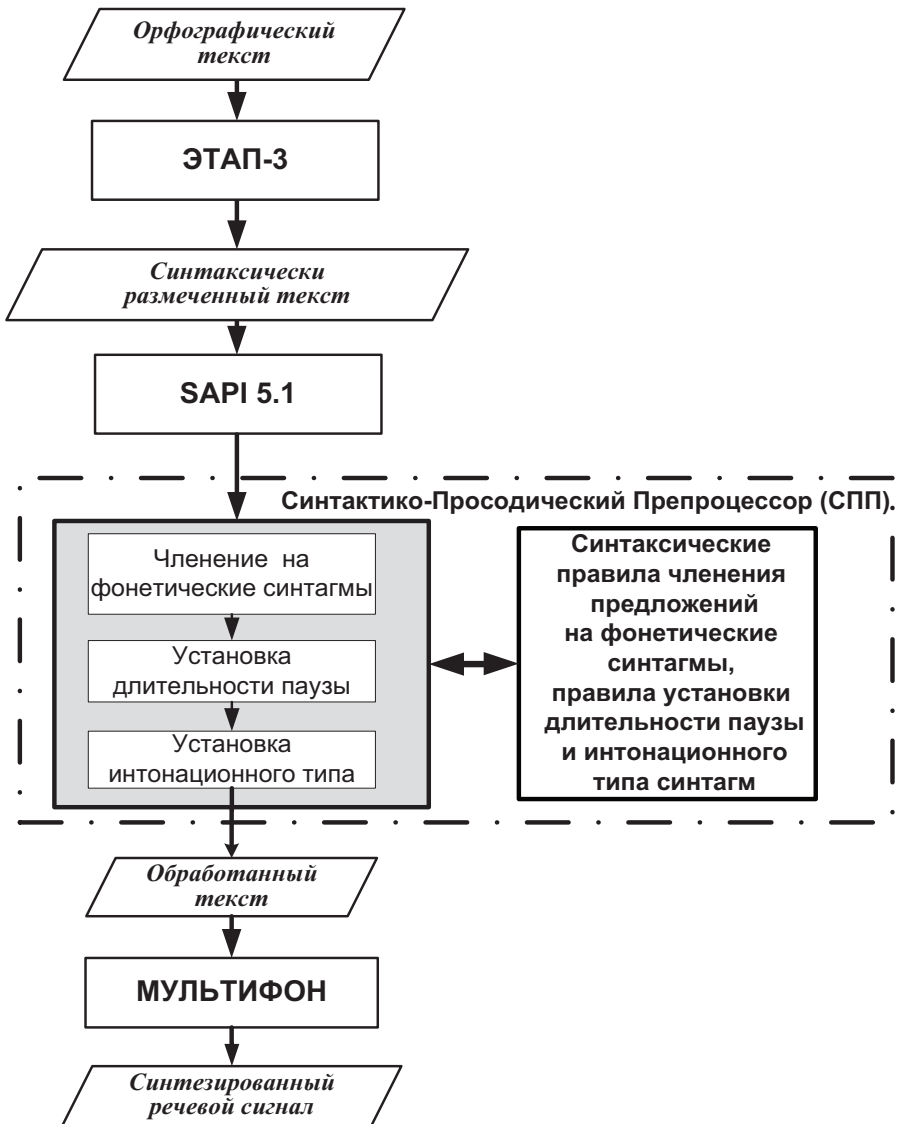 Орфографический
текст
ЭТАП-3
Синтаксически
размеченный текст
SAPI 5.1
Синтактико-Просодический Препроцессор (СПП)
Членение на
фонетические синтагмы
Установка
длительности паузы
Установка
интонационного типа
Синтаксические
правила членения
предложений
на фонетические
синтагмы,
правила установки
длительности паузы
и интонационного
типа синтагм
Обработанный
текст
МУЛЬТИФОН
Синтезированный
речевой сигнал